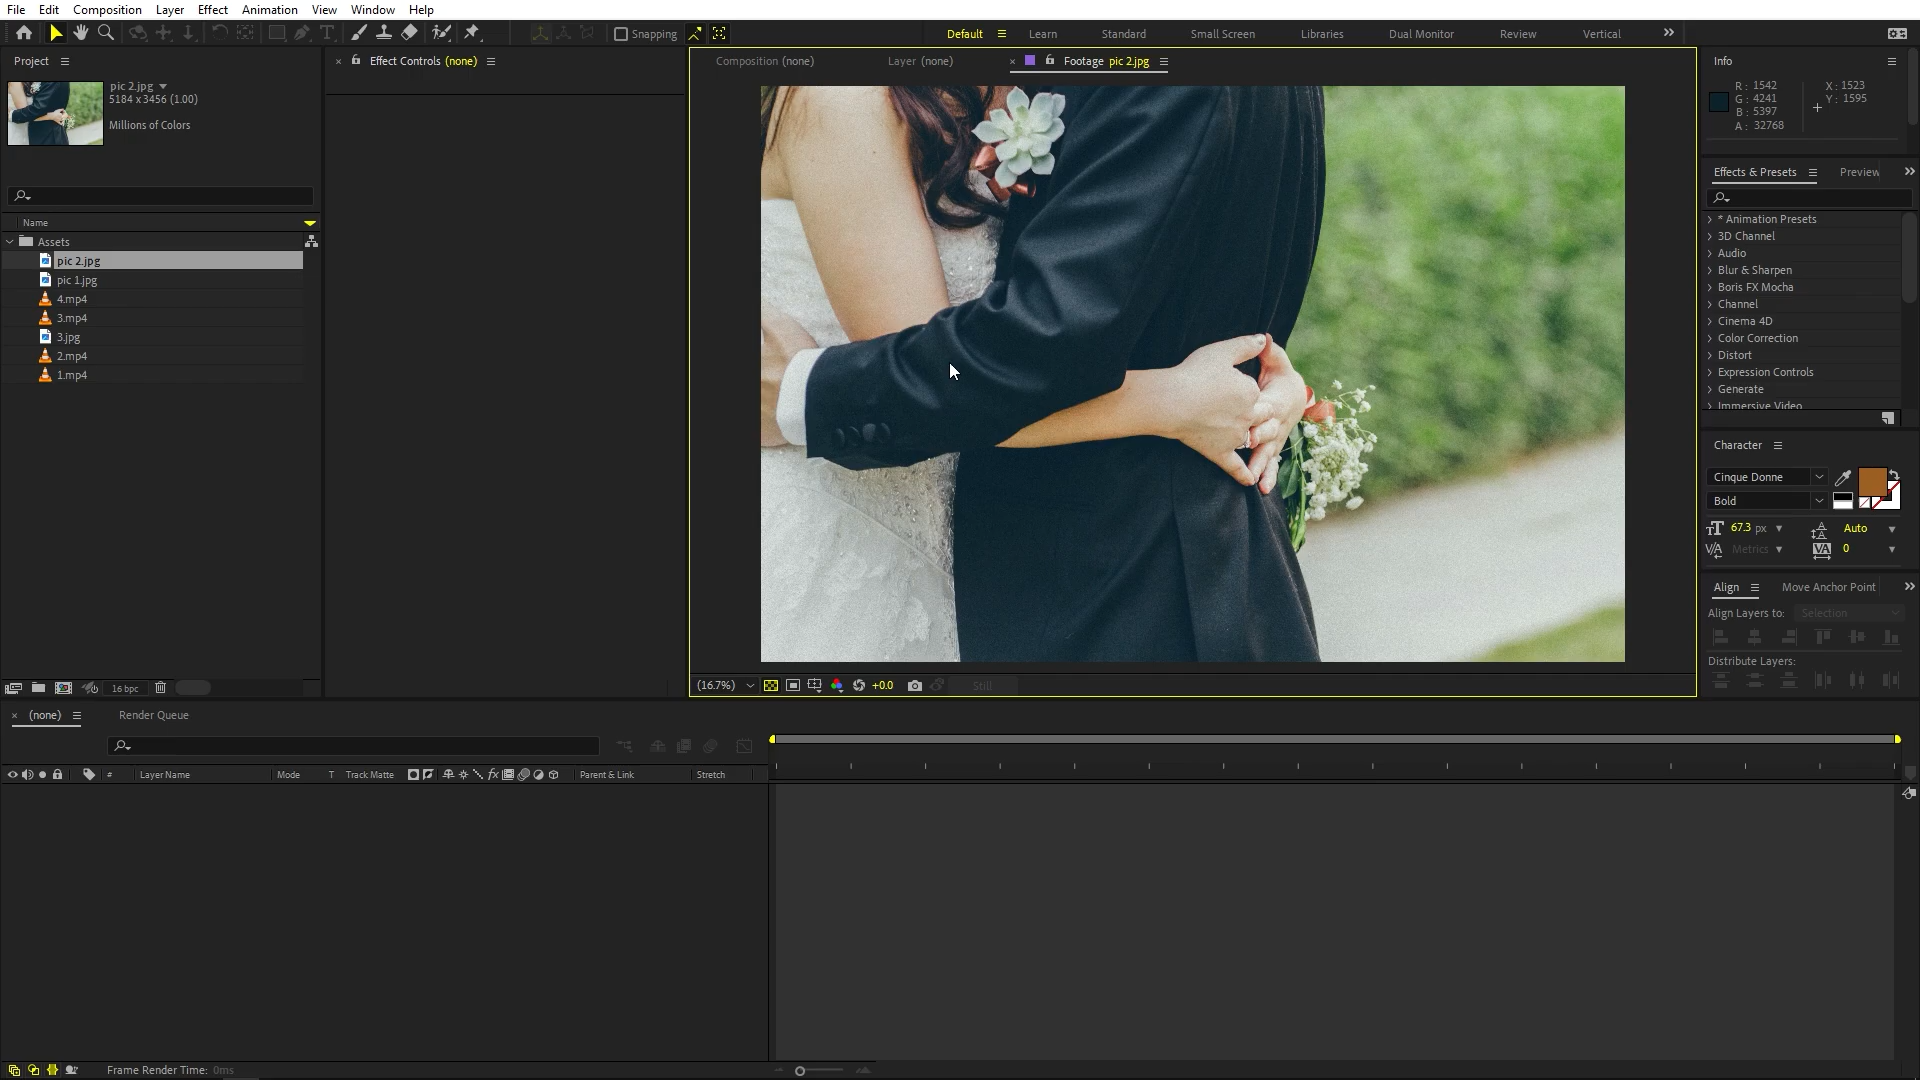 File Edit Composition Layer Effect Animation View Window Help
Snapping
Default Learn Standard Small Screen Libraries Dual Monitor Review Vertical
Project
pic 2.jpg
5184 x 3456 (1.00)
Millions of Colors
Name
Assets
pic 2.jpg
pic 1.jpg
4.mp4
3.mp4
3.jpg
2.mp4
1.mp4
16 bpc
Effect Controls (none)
Composition (none) Layer (none) Footage pic 2.jpg
(16.7%) +0.0 Still
Info
R: 1542 X: 1523
G: 4241 Y: 1595
B: 5397
A: 32768
Effects & Presets Preview
* Animation Presets
3D Channel
Audio
Blur & Sharpen
Boris FX Mocha
Channel
Cinema 4D
Color Correction
Distort
Expression Controls
Generate
Immersive Video
Character
Cinque Donne
Bold
67.3 px Auto
Metrics 0
Align Move Anchor Point
Align Layers to: Selection
Distribute Layers:
(none) Render Queue
# Layer Name Mode T Track Matte fx Parent & Link Stretch
Frame Render Time: 0ms